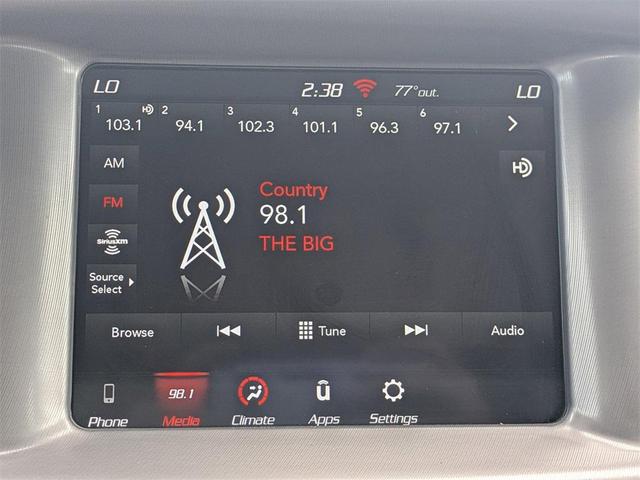 LO 2:38 77°out. LO
1 2 3 4 5 6
103.1 94.1 102.3 101.1 96.3 97.1
AM
HD
FM
Country
98.1
THE BIG
SiriusXM
Source
Select
Browse Tune Audio
98.1 u
Phone Media Climate Apps Settings